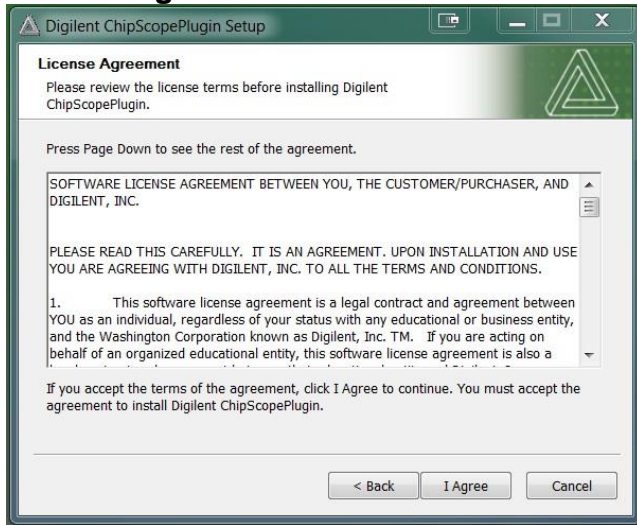 Digilent ChipScopePlugin Setup
License Agreement
Please review the license terms before installing Digilent
ChipScopePlugin.
Press Page Down to see the rest of the agreement.
SOFTWARE LICENSE AGREEMENT BETWEEN YOU, THE CUSTOMER/PURCHASER, AND
DIGILENT, INC.
PLEASE READ THIS CAREFULLY.  IT IS AN AGREEMENT. UPON INSTALLATION AND USE
YOU ARE AGREEING WITH DIGILENT, INC. TO ALL THE TERMS AND CONDITIONS.
1.        This software license agreement is a legal contract and agreement between
YOU as an individual, regardless of your status with any educational or business entity,
and the Washington Corporation known as Digilent, Inc. TM.  If you are acting on
behalf of an organized educational entity, this software license agreement is also a
If you accept the terms of the agreement, click I Agree to continue. You must accept the
agreement to install Digilent ChipScopePlugin.
< Back
I Agree
Cancel